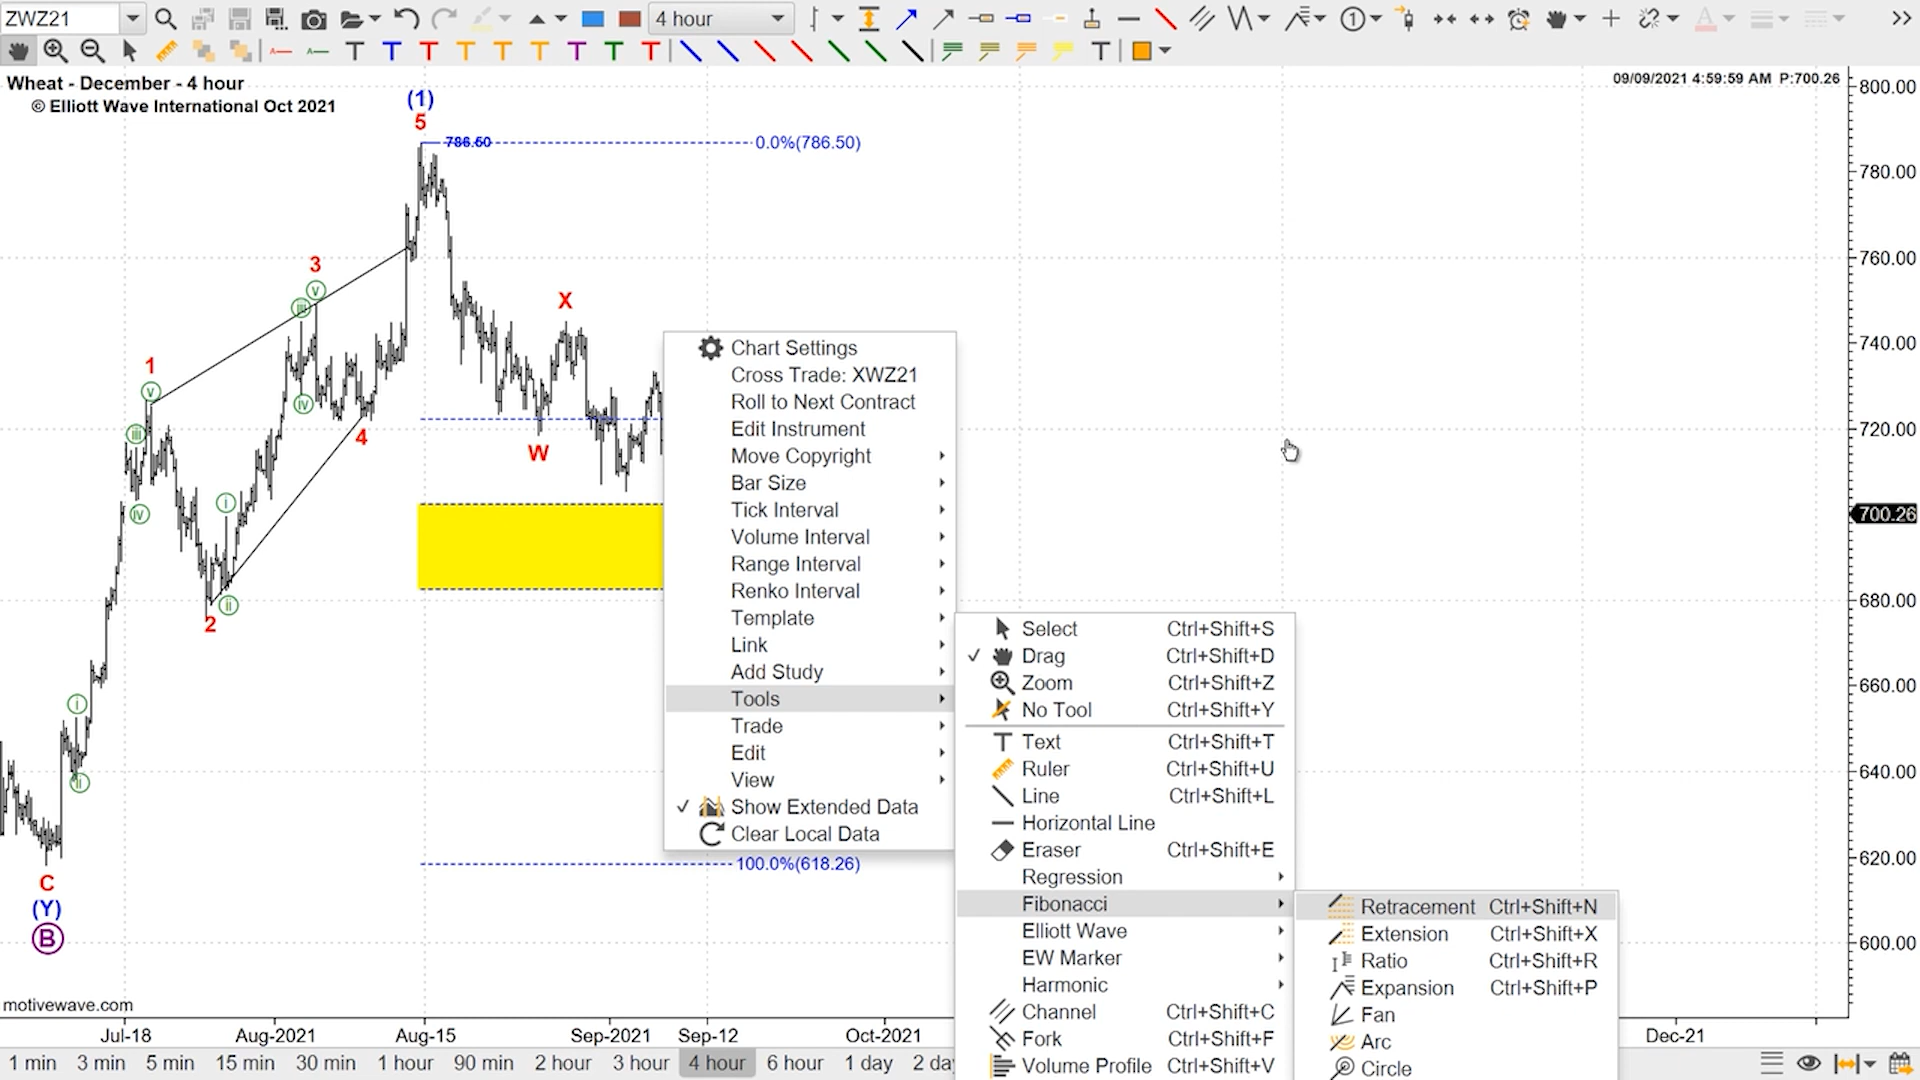 ZWZ21
4 hour
1
A
T T T T T T T T T
T
Wheat - December - 4 hour
© Elliott Wave International Oct 2021
09/09/2021 4:59:59 AM P:700.26
(1)
5
786.50
0.0%(786.50)
3
v
iii
X
1
v
iv
iii
4
W
i
iv
ii
2
i
ii
C
(Y)
B
100.0%(618.26)
Chart Settings
Cross Trade: XWZ21
Roll to Next Contract
Edit Instrument
Move Copyright
Bar Size
Tick Interval
Volume Interval
Range Interval
Renko Interval
Template
Link
Add Study
Tools
Trade
Edit
View
Show Extended Data
Clear Local Data
Select Ctrl+Shift+S
Drag Ctrl+Shift+D
Zoom Ctrl+Shift+Z
No Tool Ctrl+Shift+Y
Text Ctrl+Shift+T
Ruler Ctrl+Shift+U
Line Ctrl+Shift+L
Horizontal Line
Eraser Ctrl+Shift+E
Regression
Fibonacci
Elliott Wave
EW Marker
Harmonic
Channel Ctrl+Shift+C
Fork Ctrl+Shift+F
Volume Profile Ctrl+Shift+V
Retracement Ctrl+Shift+N
Extension Ctrl+Shift+X
Ratio Ctrl+Shift+R
Expansion Ctrl+Shift+P
Fan
Arc
Circle
800.00
780.00
760.00
740.00
720.00
700.26
680.00
660.00
640.00
620.00
600.00
motivewave.com
Jul-18 Aug-2021 Aug-15 Sep-2021 Sep-12 Oct-2021 Dec-21
1 min 3 min 5 min 15 min 30 min 1 hour 90 min 2 hour 3 hour 4 hour 6 hour 1 day 2 da